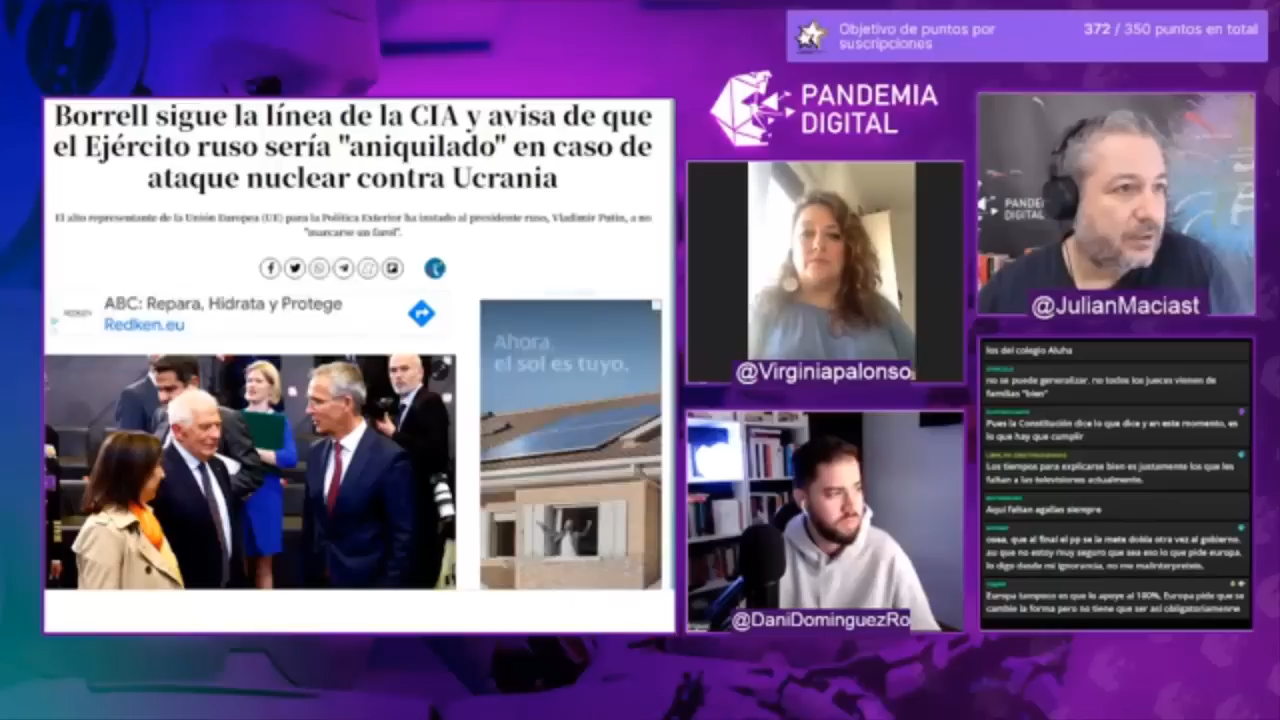 Objetivo de puntos por
suscripciones
372 / 350 puntos en total
Borrell sigue la línea de la CIA y avisa de que
el Ejército ruso sería "aniquilado" en caso de
ataque nuclear contra Ucrania
El alto representante de la Unión Europea (UE) para la Política Exterior ha instado al presidente ruso, Vladimir Putin, a no
"marcarse un farol".
REDKEN
ABC: Repara, Hidrata y Protege
Redken.eu
Ahora,
el sol es tuyo.
PANDEMIA
DIGITAL
@Virginiapalonso
PANDE
DIGITAL
@JulianMaciast
@DaniDominguezRo
los del colegio Aluha
no se puede generalizar. no todos los jueces vienen de
familias "bien"
Pues la Constitución dice lo que dice y en este momento, es
lo que hay que cumplir
Los tiempos para explicarse bien es justamente los que les
faltan a las televisiones actualmente.
Aquí faltan agallas siempre
osea, que al final el pp se la mete dobla otra vez al gobierno.
au que no estoy muy seguro que sea eso lo que pide europa.
lo digo desde mi ignorancia, no me malinterpreteis.
Europa tampoco es que lo apoye al 100%, Europa pide que se
cambie la forma pero no tiene que ser así obligatoriamenre